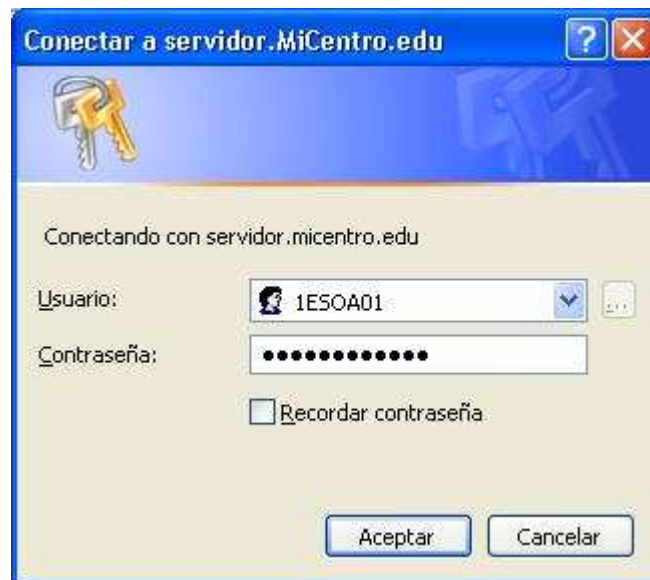 Conectar a servidor.MiCentro.edu
Conectando con servidor.micentro.edu
Usuario: 1ESOA01 ...
Contraseña: ●●●●●●●●●●●●
Recordar contraseña
Aceptar Cancelar